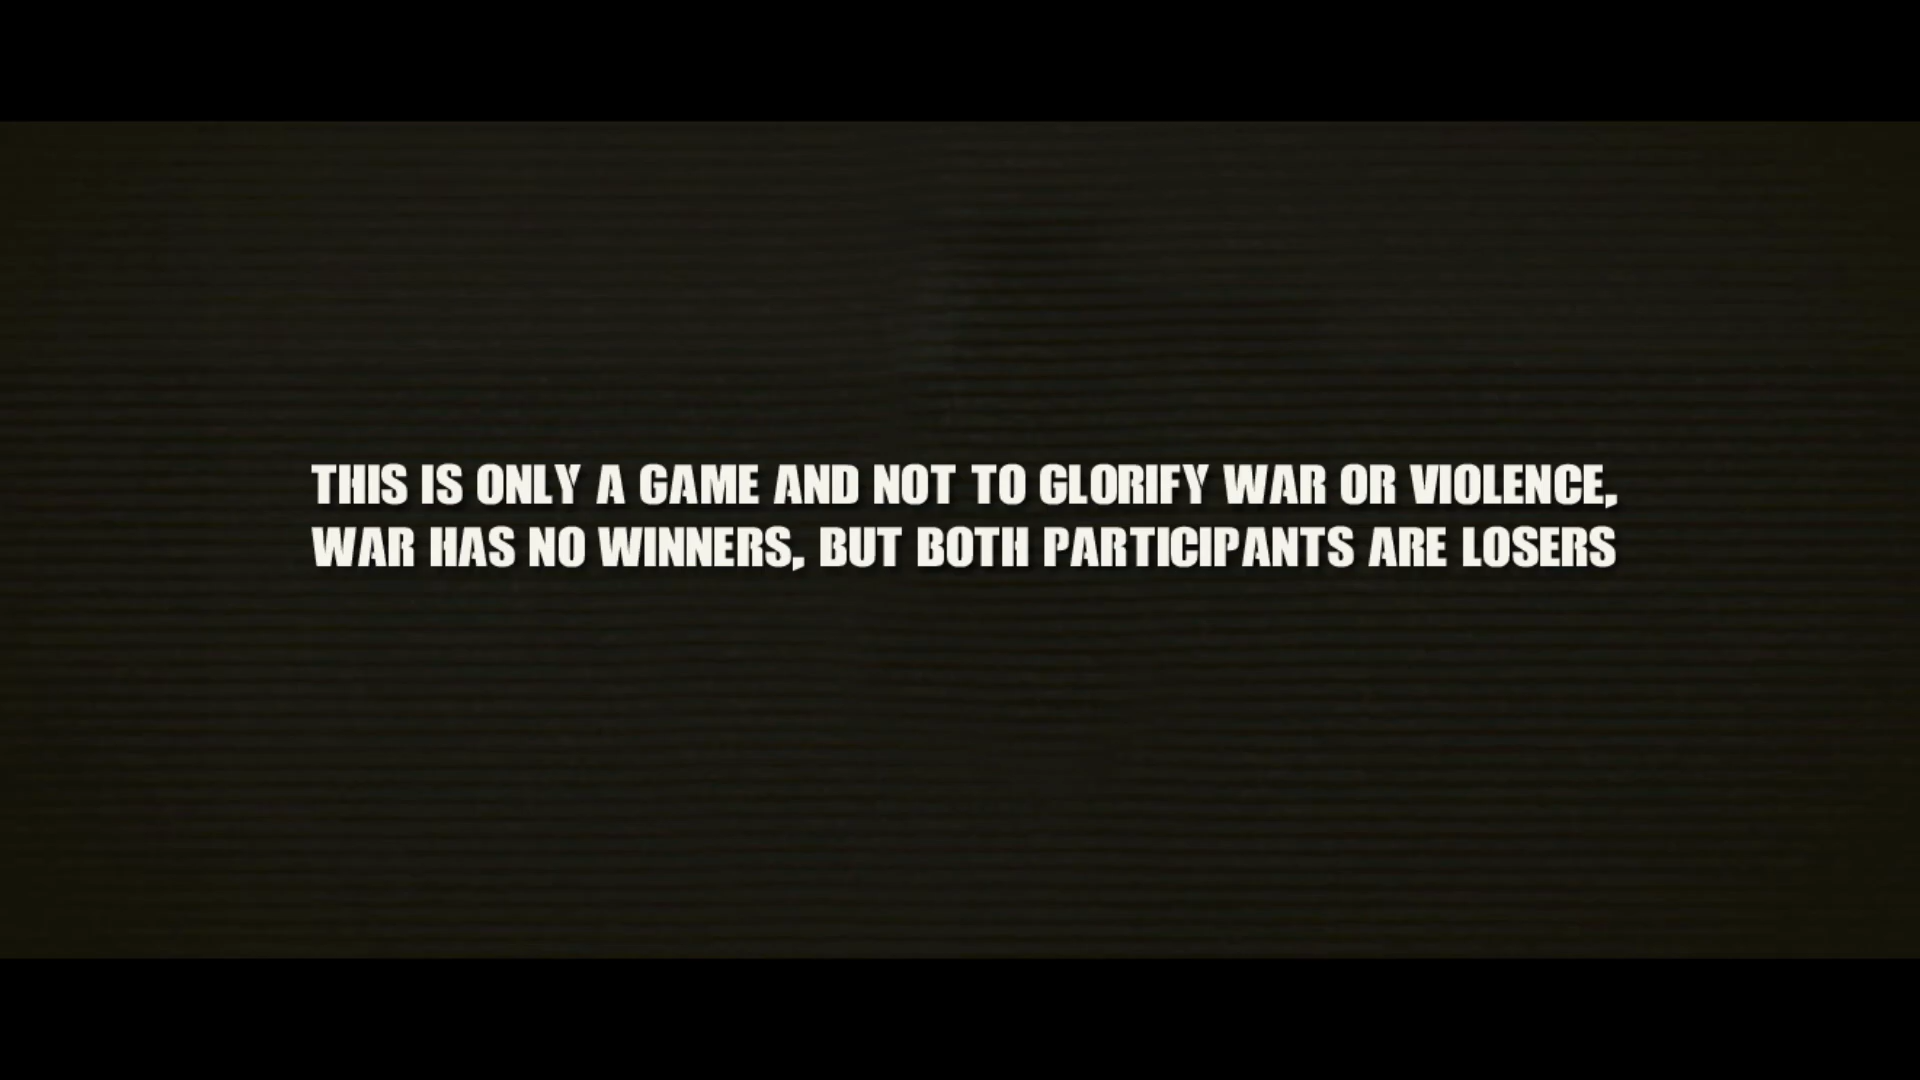 THIS IS ONLY A GAME AND NOT TO GLORIFY WAR OR VIOLENCE,
WAR HAS NO WINNERS, BUT BOTH PARTICIPANTS ARE LOSERS